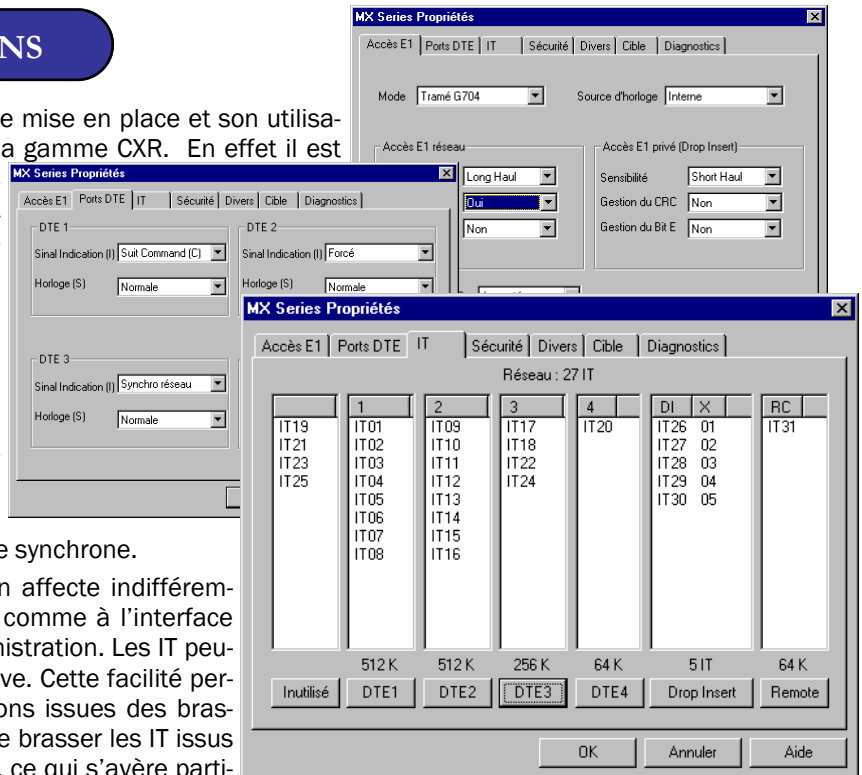 NS
e mise en place et son utilisa-
a gamme CXR. En effet il est
e synchrone.
n affecte indifférem-
comme à l'interface
nistration. Les IT peu-
ve. Cette facilité per-
ons issues des bras-
e brasser les IT issus
, ce qui s'avère parti-
MX Series Propriétés
Accès E1 Ports DTE IT Sécurité Divers Cible Diagnostics
Mode Tramé G704 Source d'horloge Interne
Accès E1 réseau Accès E1 privé (Drop Insert)
Long Haul Sensibilité Short Haul
Oui Gestion du CRC Non
Non Gestion du Bit E Non
MX Series Propriétés
Accès E1 Ports DTE IT Sécurité Divers Cible Diagnostics
DTE 1 DTE 2
Sinal Indication (I) Suit Command (C) Sinal Indication (I) Forcé
Horloge (S) Normale Horloge (S) Normale
DTE 3
Sinal Indication (I) Synchro réseau
Horloge (S) Normale
MX Series Propriétés
Accès E1 Ports DTE IT Sécurité Divers Cible Diagnostics
Réseau : 27 IT
1 2 3 4 DI X RC
IT19 IT01 IT09 IT17 IT20 IT26 01 IT31
IT21 IT02 IT10 IT18 IT27 02
IT23 IT03 IT11 IT22 IT28 03
IT25 IT04 IT12 IT24 IT29 04
IT05 IT13 IT30 05
IT06 IT14
IT07 IT15
IT08 IT16
512 K 512 K 256 K 64 K 5 IT 64 K
Inutilisé DTE1 DTE2 DTE3 DTE4 Drop Insert Remote
OK Annuler Aide